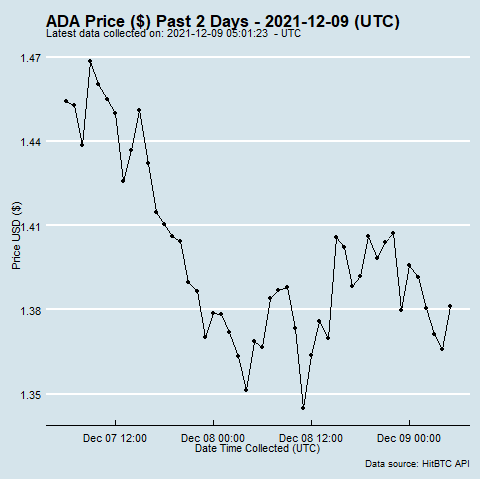 ADA Price ($) Past 2 Days - 2021-12-09 (UTC)
Latest data collected on: 2021-12-09 05:01:23 - UTC
1.47
1.44
1.41
1.38
1.35
Price USD ($)
Dec 07 12:00 Dec 08 00:00 Dec 08 12:00 Dec 09 00:00
Date Time Collected (UTC)
Data source: HitBTC API